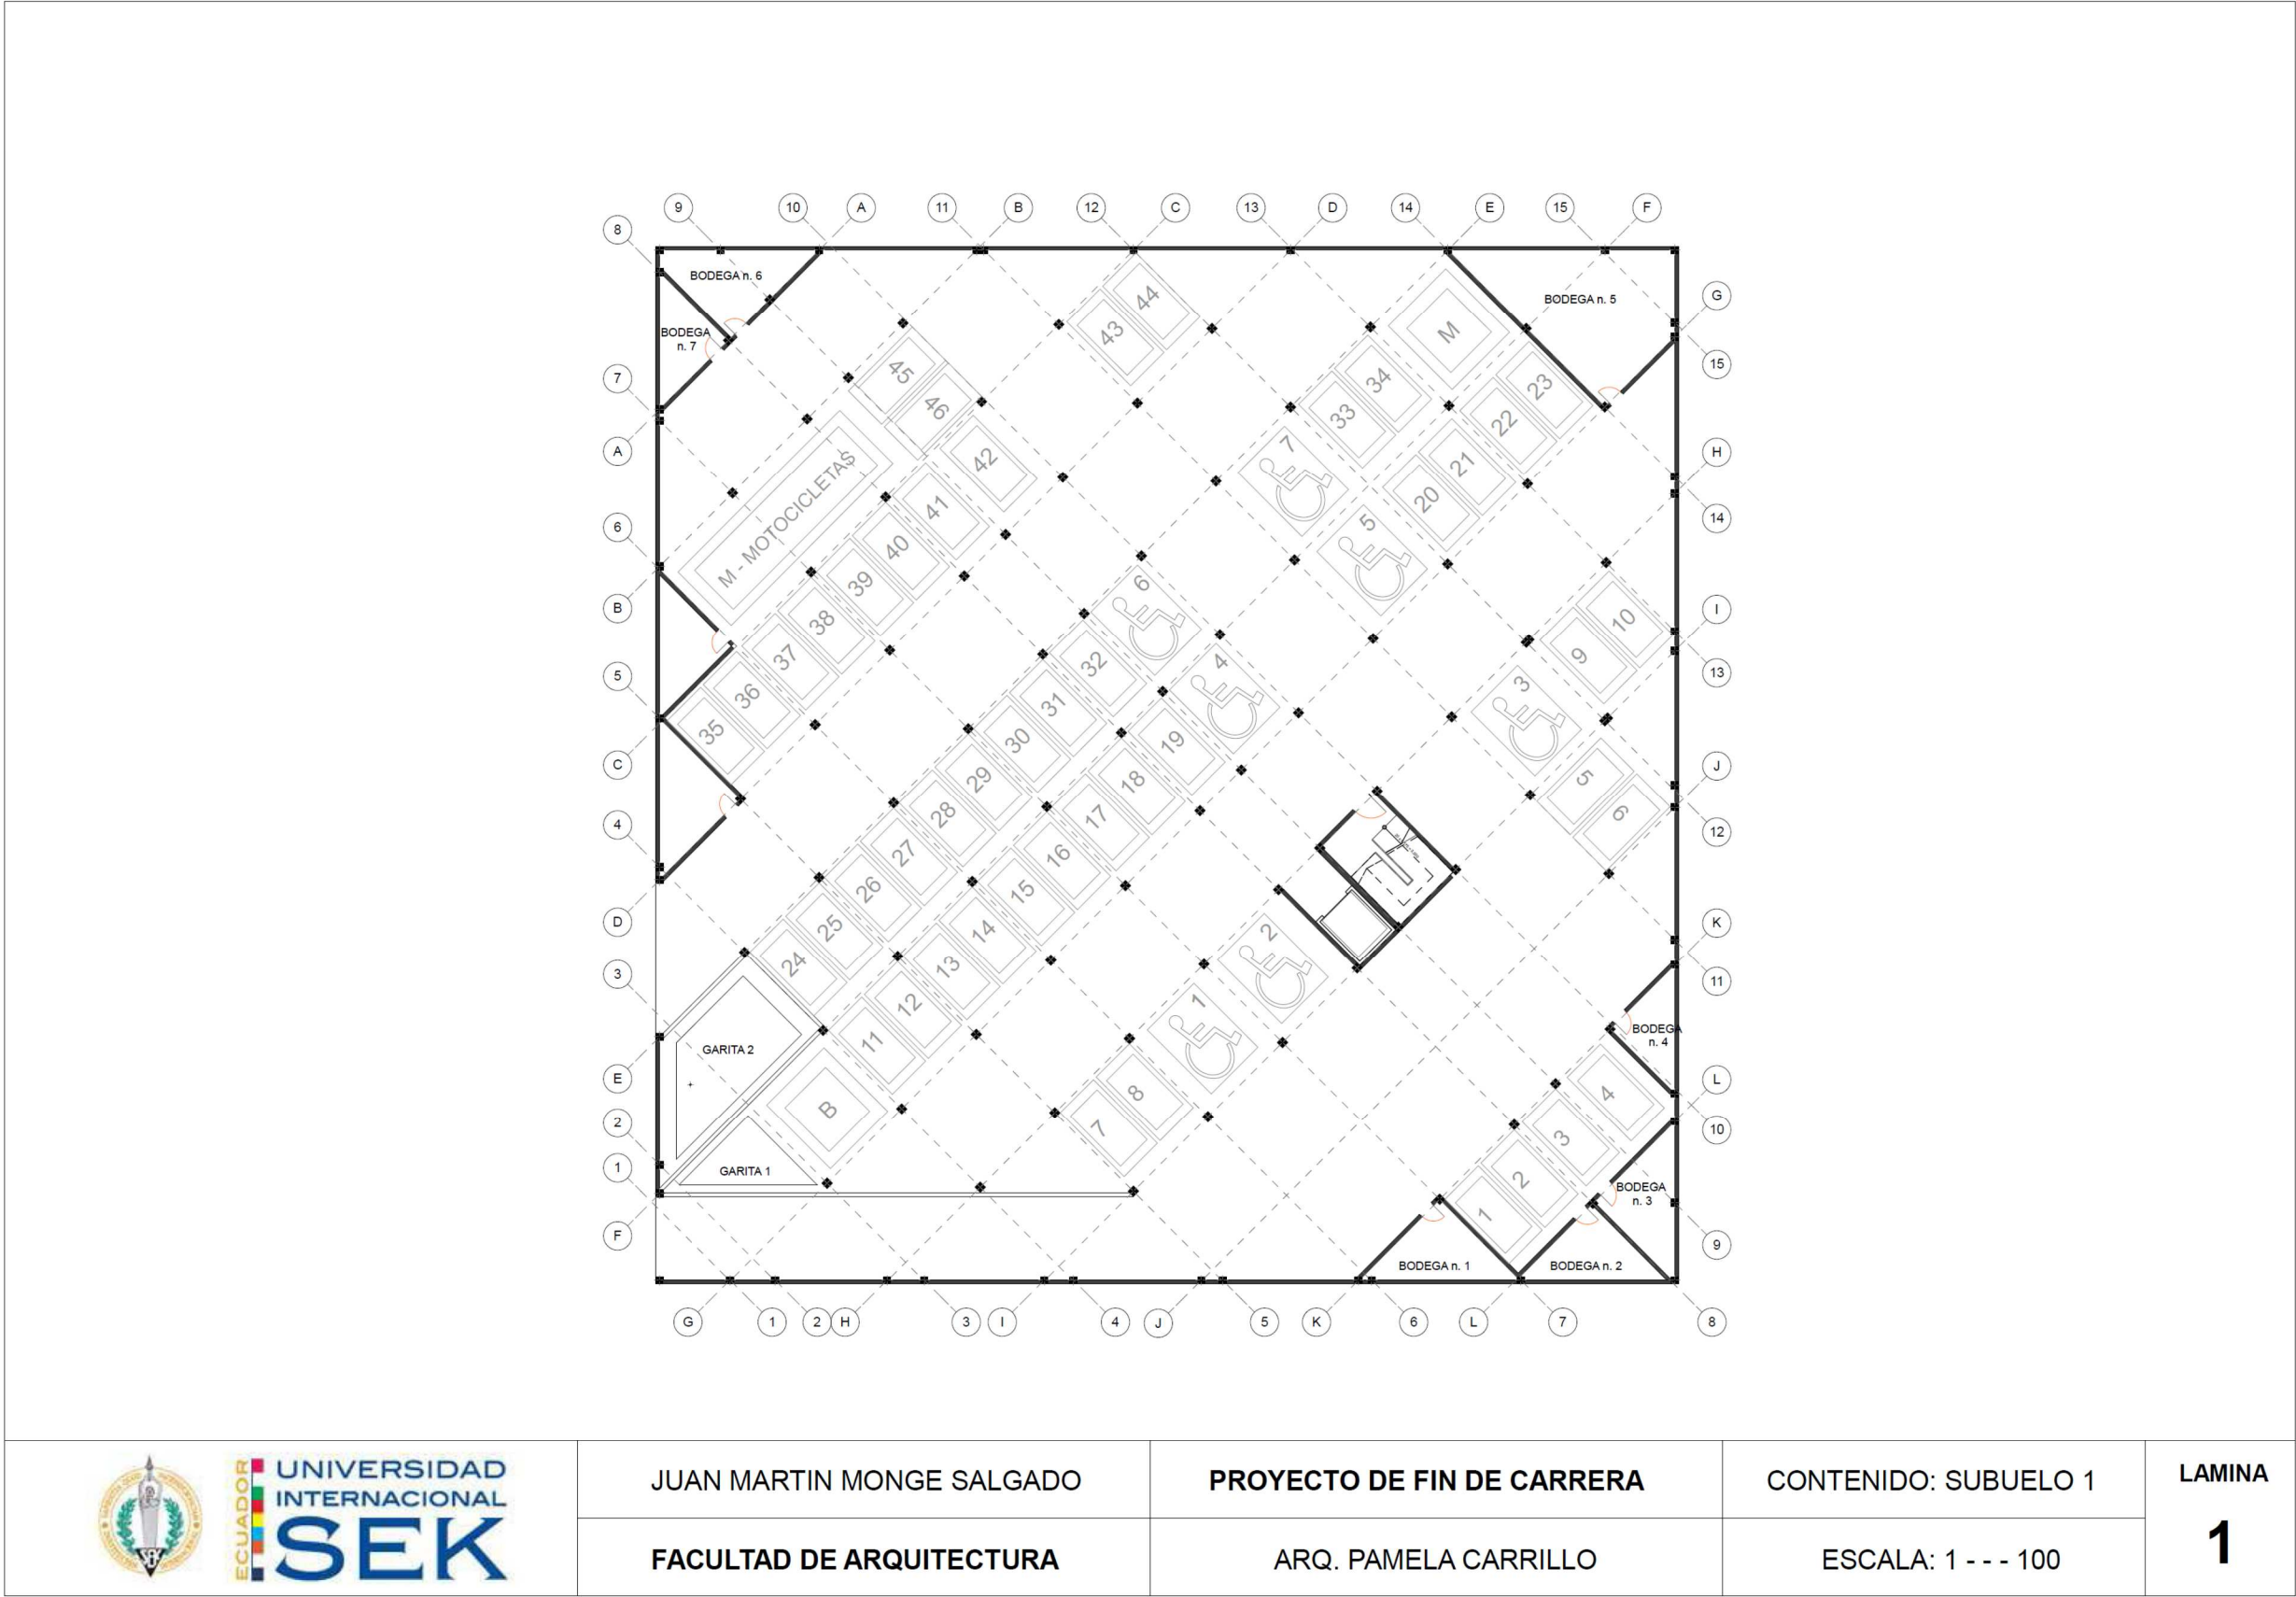 9
10
A
11
B
12
C
13
D
14
E
15
F
8
7
A
6
B
5
C
4
D
3
E
2
1
F
G
15
H
14
I
13
J
12
K
11
L
10
9
G
1
2
H
3
I
4
J
5
K
6
L
7
8
BODEGA n. 6
BODEGA
n. 7
BODEGA n. 5
44
43
M
45
46
34
33
23
22
7
42
21
20
41
M - MOTOCICLETAS
5
40
39
6
10
9
38
37
36
35
32
31
30
29
28
27
26
25
24
4
3
19
18
17
16
15
14
13
12
11
5
6
2
1
BODEGA
n. 4
GARITA 2
B
8
7
4
3
2
1
GARITA 1
BODEGA
n. 3
BODEGA n. 1
BODEGA n. 2
ECUADOR
UNIVERSIDAD
INTERNACIONAL
SEK
JUAN MARTIN MONGE SALGADO
FACULTAD DE ARQUITECTURA
PROYECTO DE FIN DE CARRERA
ARQ. PAMELA CARRILLO
CONTENIDO: SUBUELO 1
ESCALA: 1 - - - 100
LAMINA
1